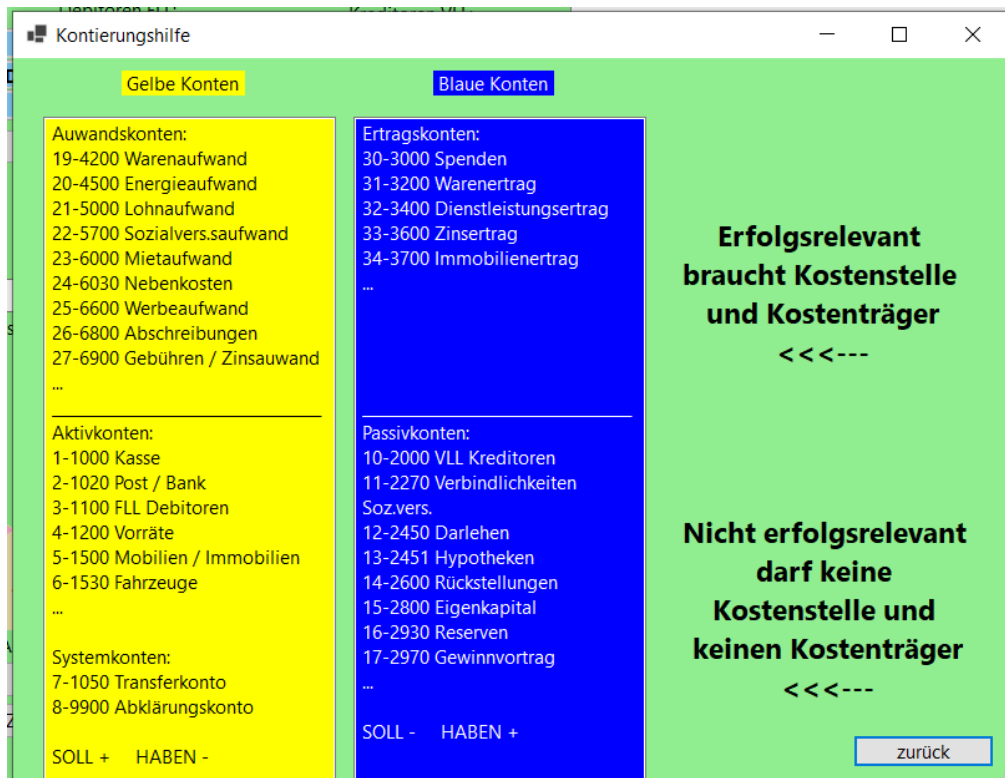 Kontierungshilfe
Gelbe Konten
Blaue Konten
Auwandskonten:
19-4200 Warenaufwand
20-4500 Energieaufwand
21-5000 Lohnaufwand
22-5700 Sozialvers.saufwand
23-6000 Mietaufwand
24-6030 Nebenkosten
25-6600 Werbeaufwand
26-6800 Abschreibungen
27-6900 Gebühren / Zinsauwand
...
Aktivkonten:
1-1000 Kasse
2-1020 Post / Bank
3-1100 FLL Debitoren
4-1200 Vorräte
5-1500 Mobilien / Immobilien
6-1530 Fahrzeuge
...
Systemkonten:
7-1050 Transferkonto
8-9900 Abklärungskonto
SOLL + HABEN -
Ertragskonten:
30-3000 Spenden
31-3200 Warenertrag
32-3400 Dienstleistungsertrag
33-3600 Zinsertrag
34-3700 Immobilienertrag
...
Passivkonten:
10-2000 VLL Kreditoren
11-2270 Verbindlichkeiten
Soz.vers.
12-2450 Darlehen
13-2451 Hypotheken
14-2600 Rückstellungen
15-2800 Eigenkapital
16-2930 Reserven
17-2970 Gewinnvortrag
...
SOLL - HABEN +
Erfolgsrelevant
braucht Kostenstelle
und Kostenträger
<<<---
Nicht erfolgsrelevant
darf keine
Kostenstelle und
keinen Kostenträger
<<<---
zurück